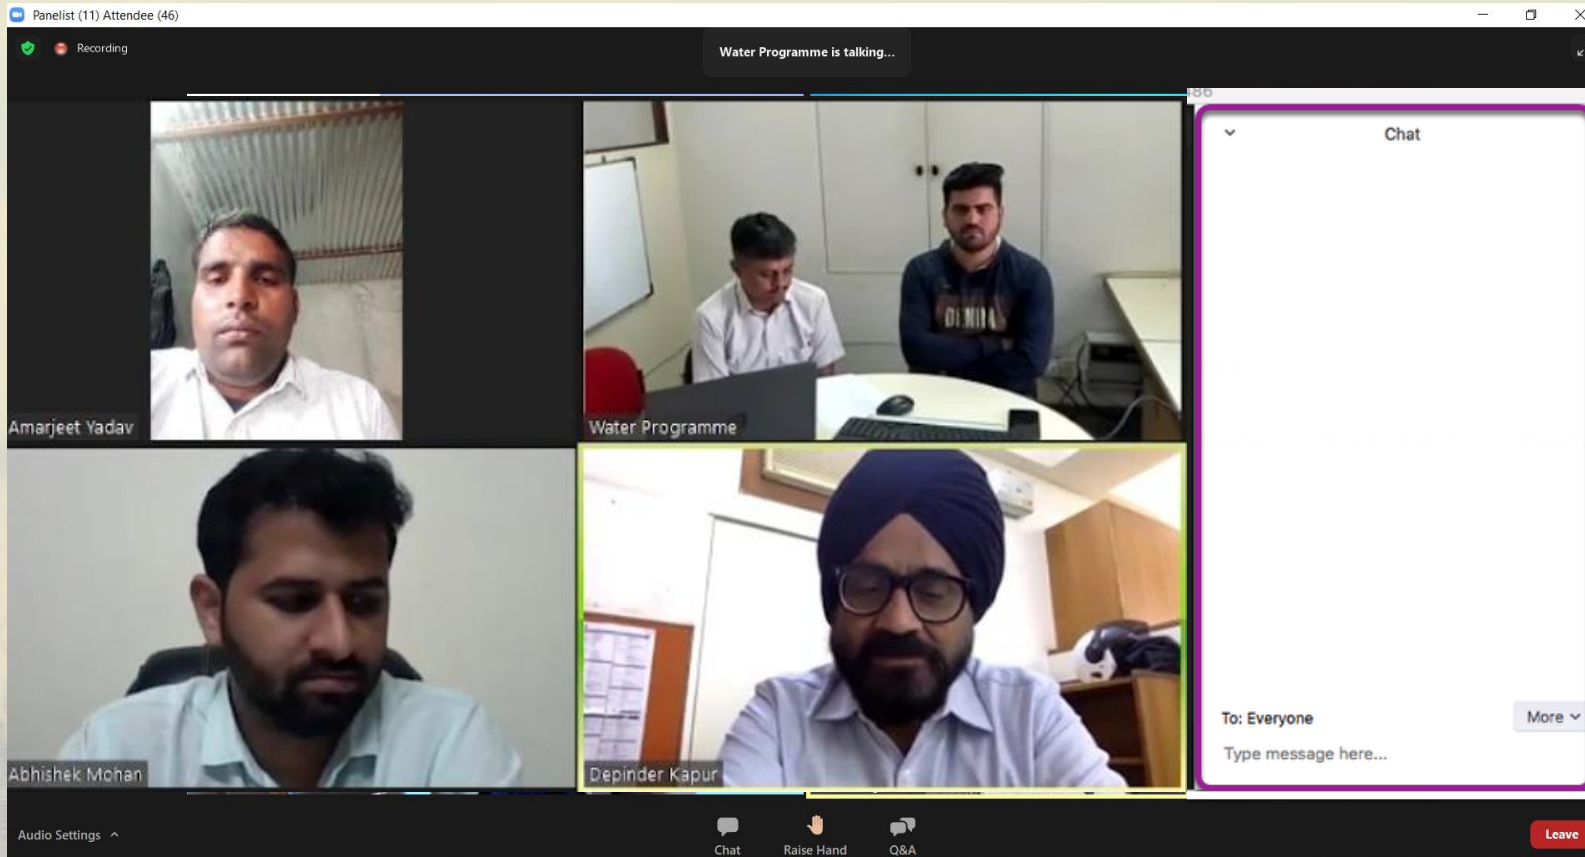 Panelist (11) Attendee (46)
Recording
Water Programme is talking...
Chat
Amarjeet Yadav
DENIM
Water Programme
Abhishek Mohan
Depinder Kapur
To: Everyone
More
Type message here...
Audio Settings
Chat
Raise Hand
Q&A
Leave